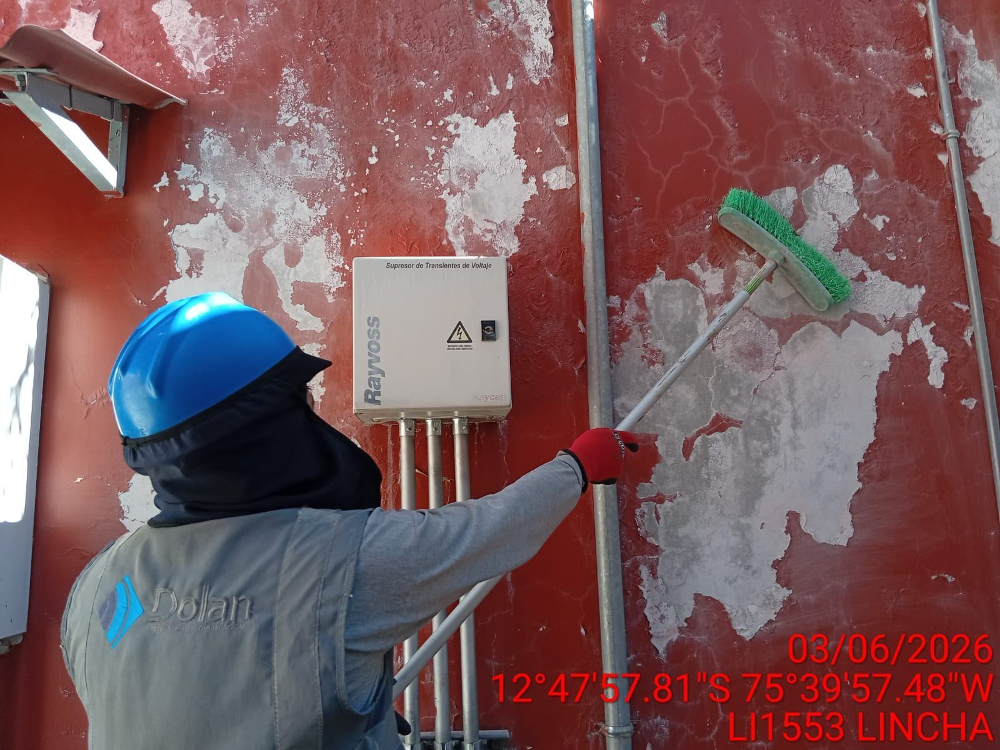 Supresor de Transientes de Voltaje
Rayvoss
Raycap
Dollan
03/06/2026
12°47'57.81"S 75°39'57.48"W
LI1553 LINCHA